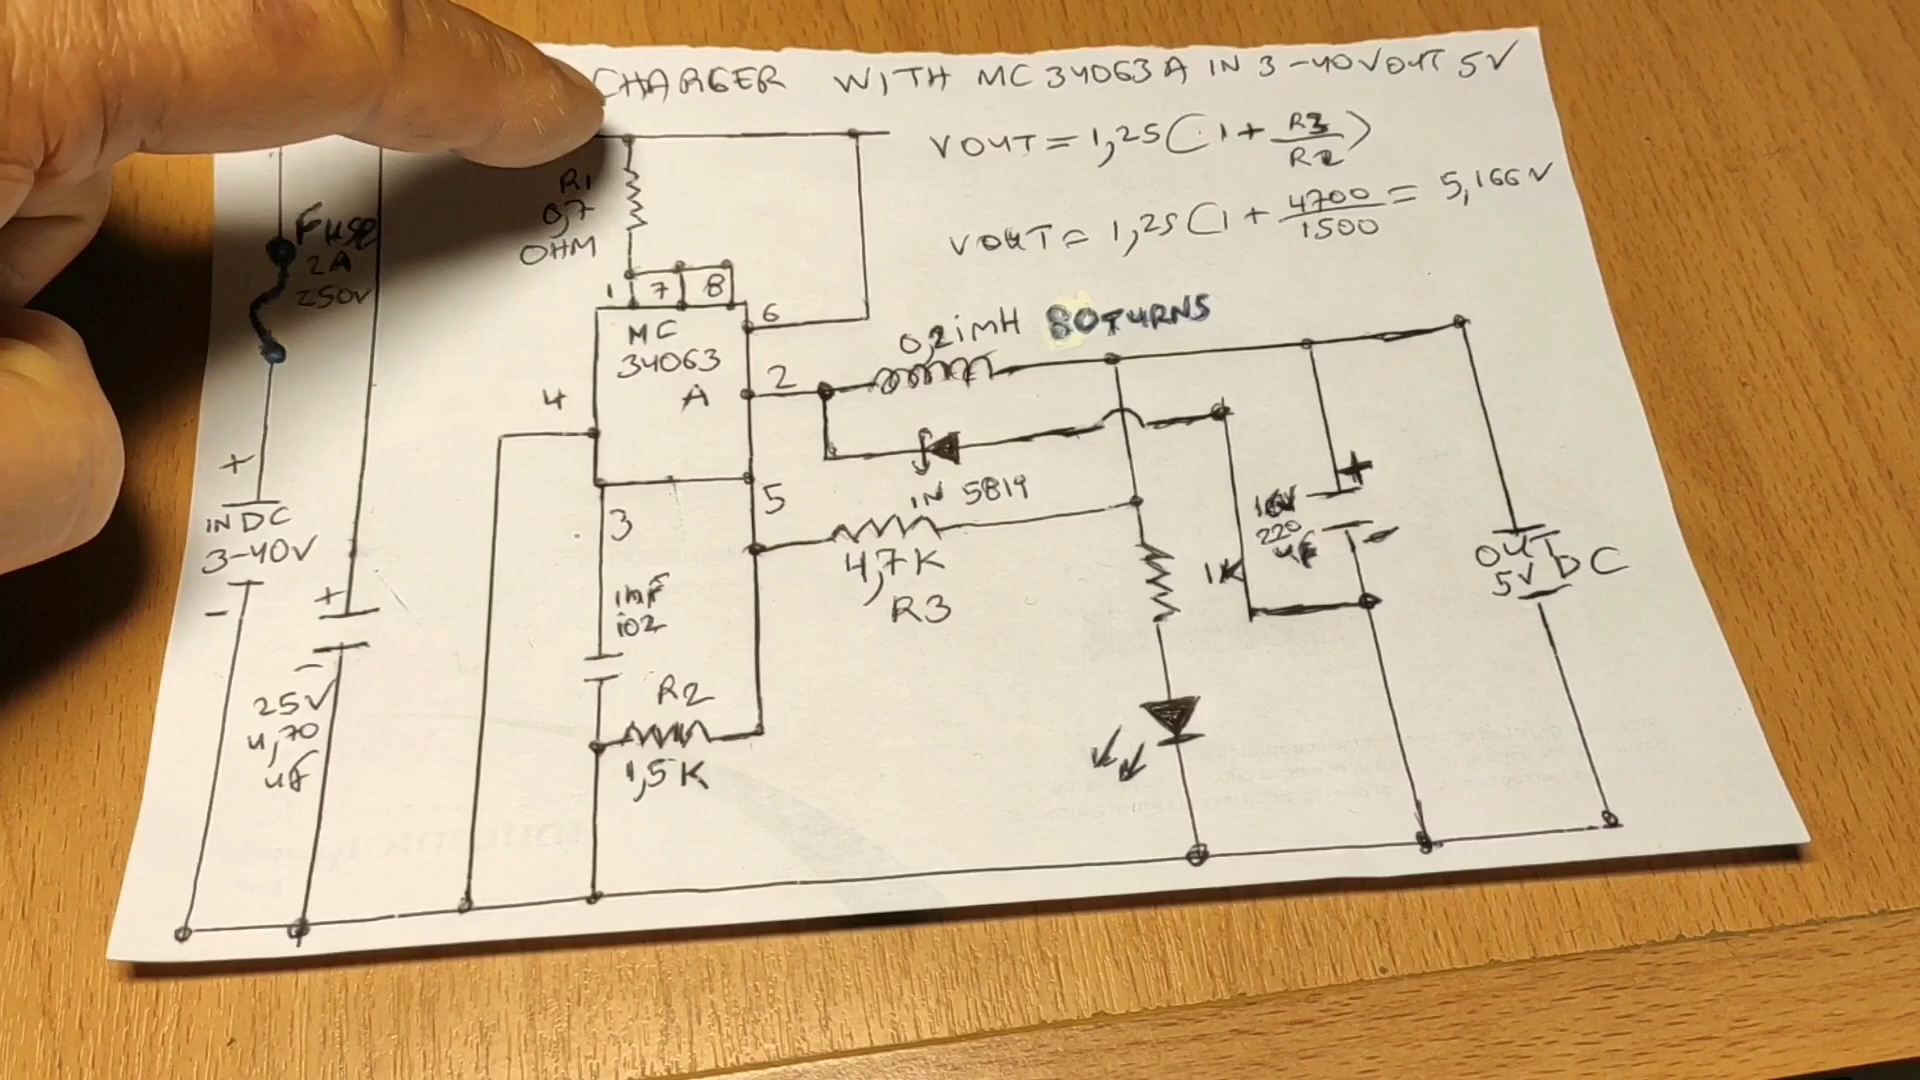 CHARGER WITH MC34063A IN 3-40VOUT 5V
VOUT = 1,25(1+ R3/R2)
VOUT = 1,25(1+ 4700/1500 = 5,166V
R1
0,7
OHM
FUSE
2A
250V
1 7 8
6
MC
34063
A
2
4
5
3
0,21mH 80TURNS
1N 5819
+
IN DC
3-40V
-
+
-
25V
4,70
uf
1nF
102
4,7K
R3
R2
1,5K
1K
+
16V
220
uf
-
OUT
5V DC